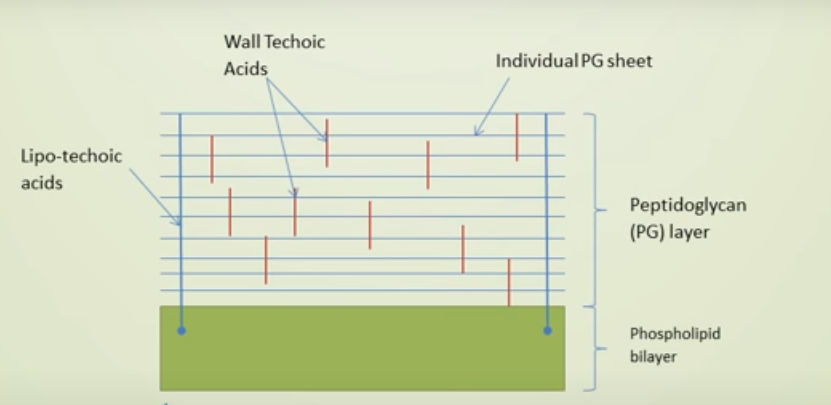 Wall Techoic
Acids
Individual PG sheet
Lipo-techoic
acids
Peptidoglycan
(PG) layer
Phospholipid
bilayer